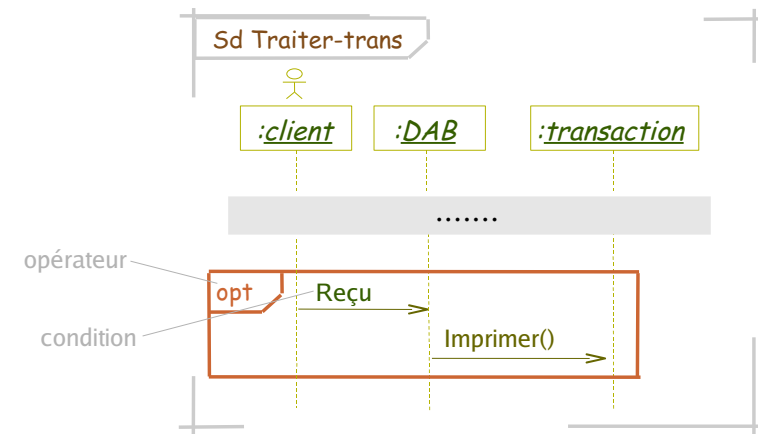 Sd Traiter-trans
:client
:DAB
:transaction
.......
opérateur
opt
Reçu
condition
Imprimer()